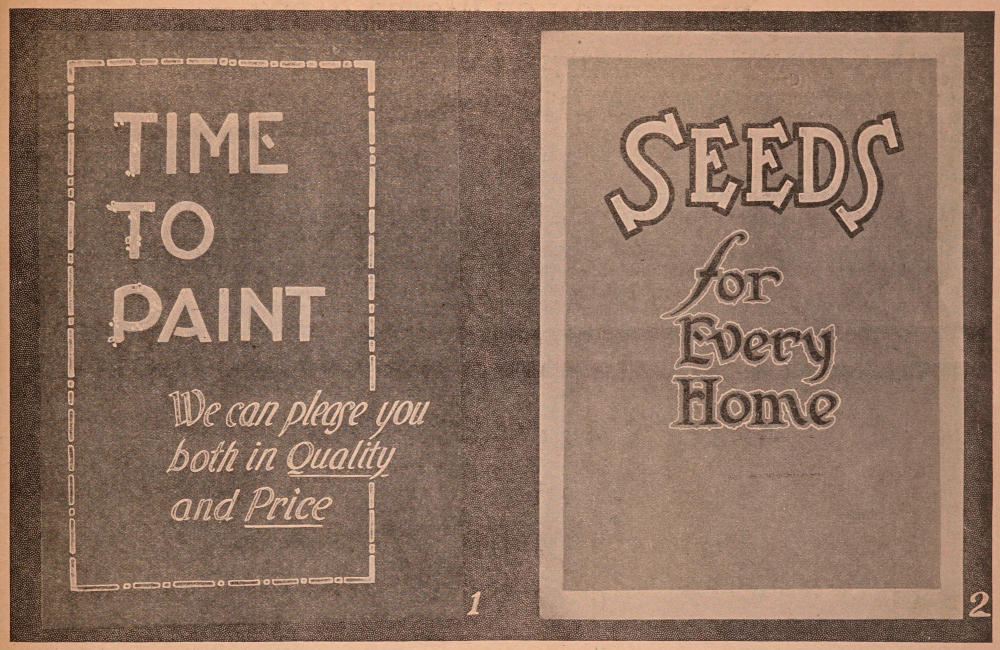 TIME
TO
PAINT
We can please you
both in Quality
and Price
1
SEEDS
for
Every
Home
2